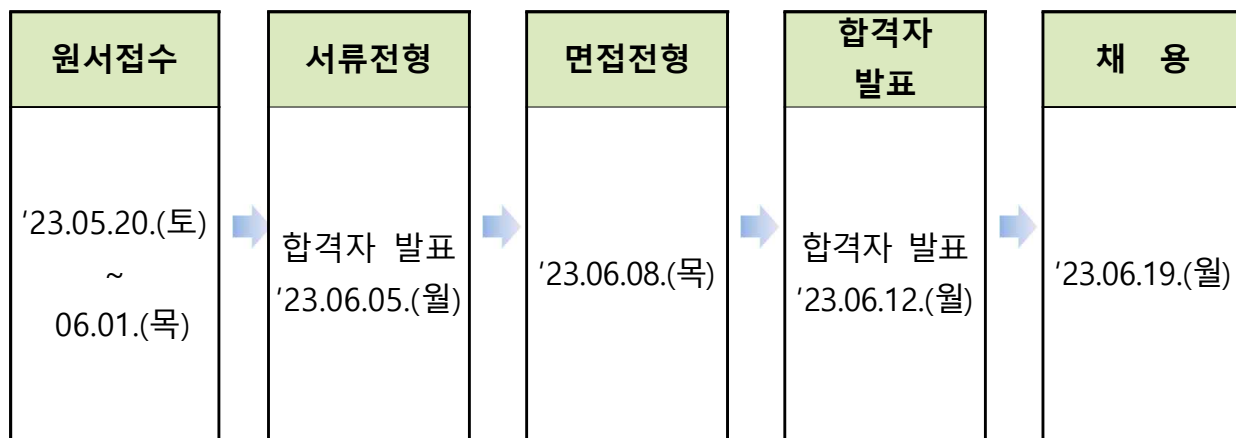 원서접수
'23.05.20.(토)
~
06.01.(목)
서류전형
합격자 발표
'23.06.05.(월)
면접전형
'23.06.08.(목)
합격자
발표
합격자 발표
'23.06.12.(월)
채 용
'23.06.19.(월)